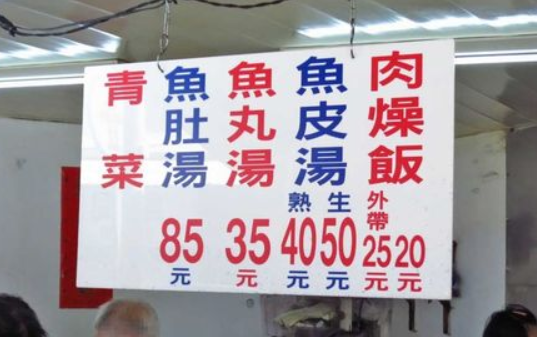 肉燥飯
外帶25元
20元
魚皮湯
生50元
熟40元
魚丸湯
35元
魚肚湯
85元
青菜